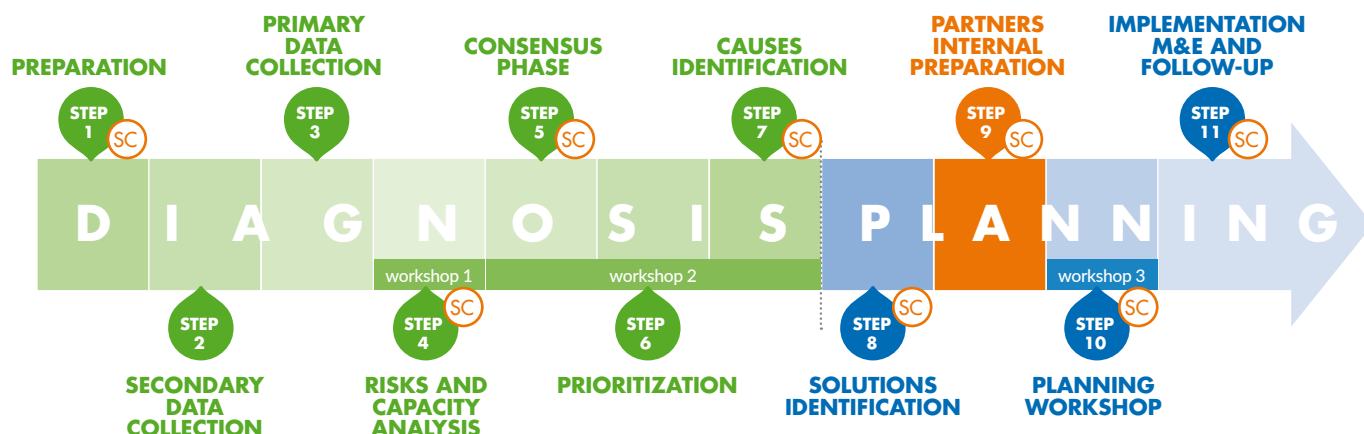 PREPARATION
STEP
1
SC
PRIMARY
DATA
COLLECTION
STEP
3
CONSENSUS
PHASE
STEP
5
SC
CAUSES
IDENTIFICATION
STEP
7
SC
PARTNERS
INTERNAL
PREPARATION
STEP
9
SC
IMPLEMENTATION
M&E AND
FOLLOW-UP
STEP
11
SC
DIAGNOSIS PLANNING
workshop 1
workshop 2
workshop 3
STEP
2
SECONDARY
DATA
COLLECTION
STEP
4
SC
RISKS AND
CAPACITY
ANALYSIS
STEP
6
PRIORITIZATION
STEP
8
SC
SOLUTIONS
IDENTIFICATION
STEP
10
SC
PLANNING
WORKSHOP